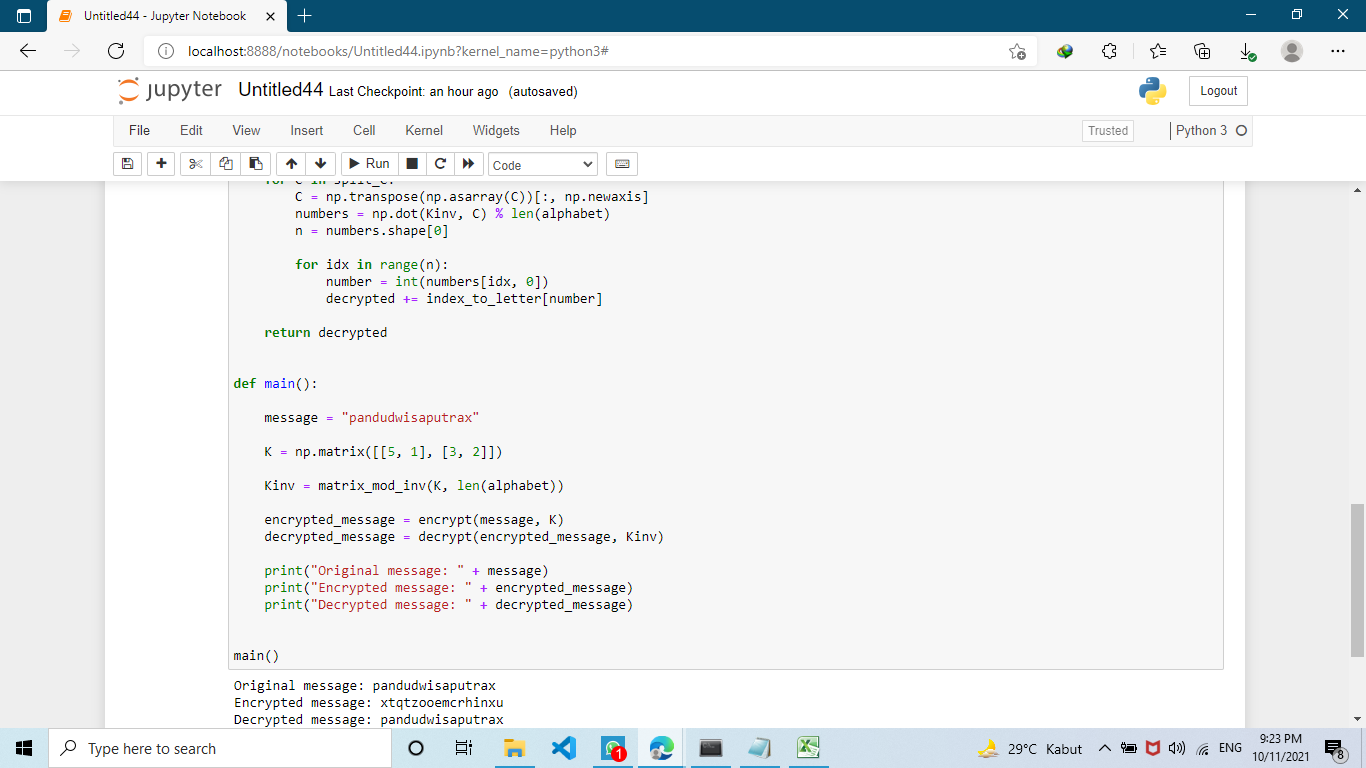 Untitled44 - Jupyter Notebook
localhost:8888/notebooks/Untitled44.ipynb?kernel_name=python3#
jupyter Untitled44 Last Checkpoint: an hour ago (autosaved)
Logout
File Edit View Insert Cell Kernel Widgets Help
Trusted
Python 3
Run
Code
for C in split_C:
C = np.transpose(np.asarray(C))[:, np.newaxis]
numbers = np.dot(Kinv, C) % len(alphabet)
n = numbers.shape[0]
for idx in range(n):
number = int(numbers[idx, 0])
decrypted += index_to_letter[number]
return decrypted
def main():
message = "pandudwisaputrax"
K = np.matrix([[5, 1], [3, 2]])
Kinv = matrix_mod_inv(K, len(alphabet))
encrypted_message = encrypt(message, K)
decrypted_message = decrypt(encrypted_message, Kinv)
print("Original message: " + message)
print("Encrypted message: " + encrypted_message)
print("Decrypted message: " + decrypted_message)
main()
Original message: pandudwisaputrax
Encrypted message: xtqtzooemcrhinxu
Decrypted message: pandudwisaputrax
Type here to search
1
29°C Kabut
ENG
9:23 PM
10/11/2021
8